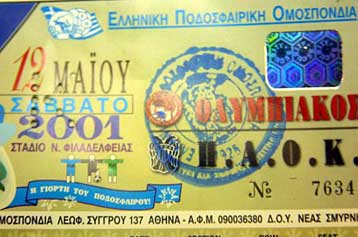 ΕΛΛΗΝΙΚΗ ΠΟΔΟΣΦΑΙΡΙΚΗ ΟΜΟΣΠΟΝΔΙΑ
12 ΜΑΪΟΥ
ΣΑΒΒΑΤΟ
2001
ΣΤΑΔΙΟ Ν. ΦΙΛΑΔΕΛΦΕΙΑΣ
ΟΛΥΜΠΙΑΚΟΣ
Π.Α.Ο.Κ
Η ΓΙΟΡΤΗ ΤΟΥ ΠΟΔΟΣΦΑΙΡΟΥ!
№ 7634
ΟΜΟΣΠΟΝΔΙΑ ΛΕΩΦ. ΣΥΓΓΡΟΥ 137 ΑΘΗΝΑ - Α.Φ.Μ. 090036380 - Δ.Ο.Υ. ΝΕΑΣ ΣΜΥΡΝ